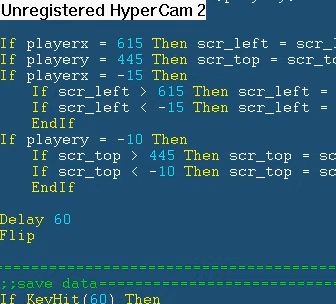 Unregistered HyperCam 2
If playerx = 615 Then scr_left = scr
If playery = 445 Then scr_top = scr_to
If playerx = -15 Then
If scr_left > 615 Then scr_left =
If scr_left < -15 Then scr_left =
EndIf
If playery = -10 Then
If scr_top > 445 Then scr_top = sc
If scr_top < -10 Then scr_top = sc
EndIf
Delay 60
Flip
;;save data
If KeyHit(60) Then